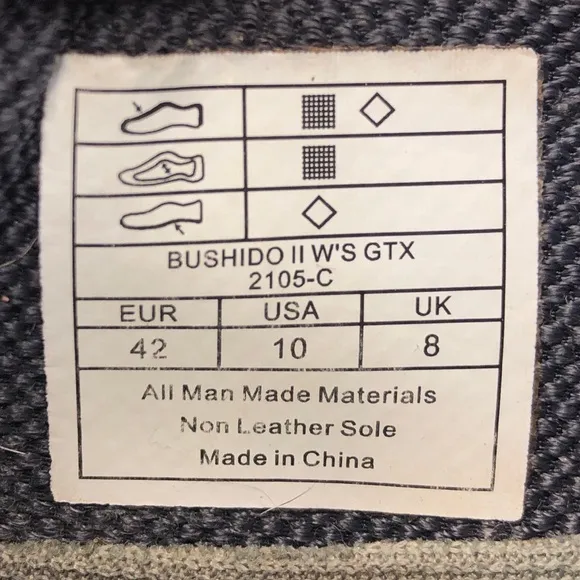 BUSHIDO II W'S GTX
2105-C
EUR USA UK
42 10 8
All Man Made Materials
Non Leather Sole
Made in China